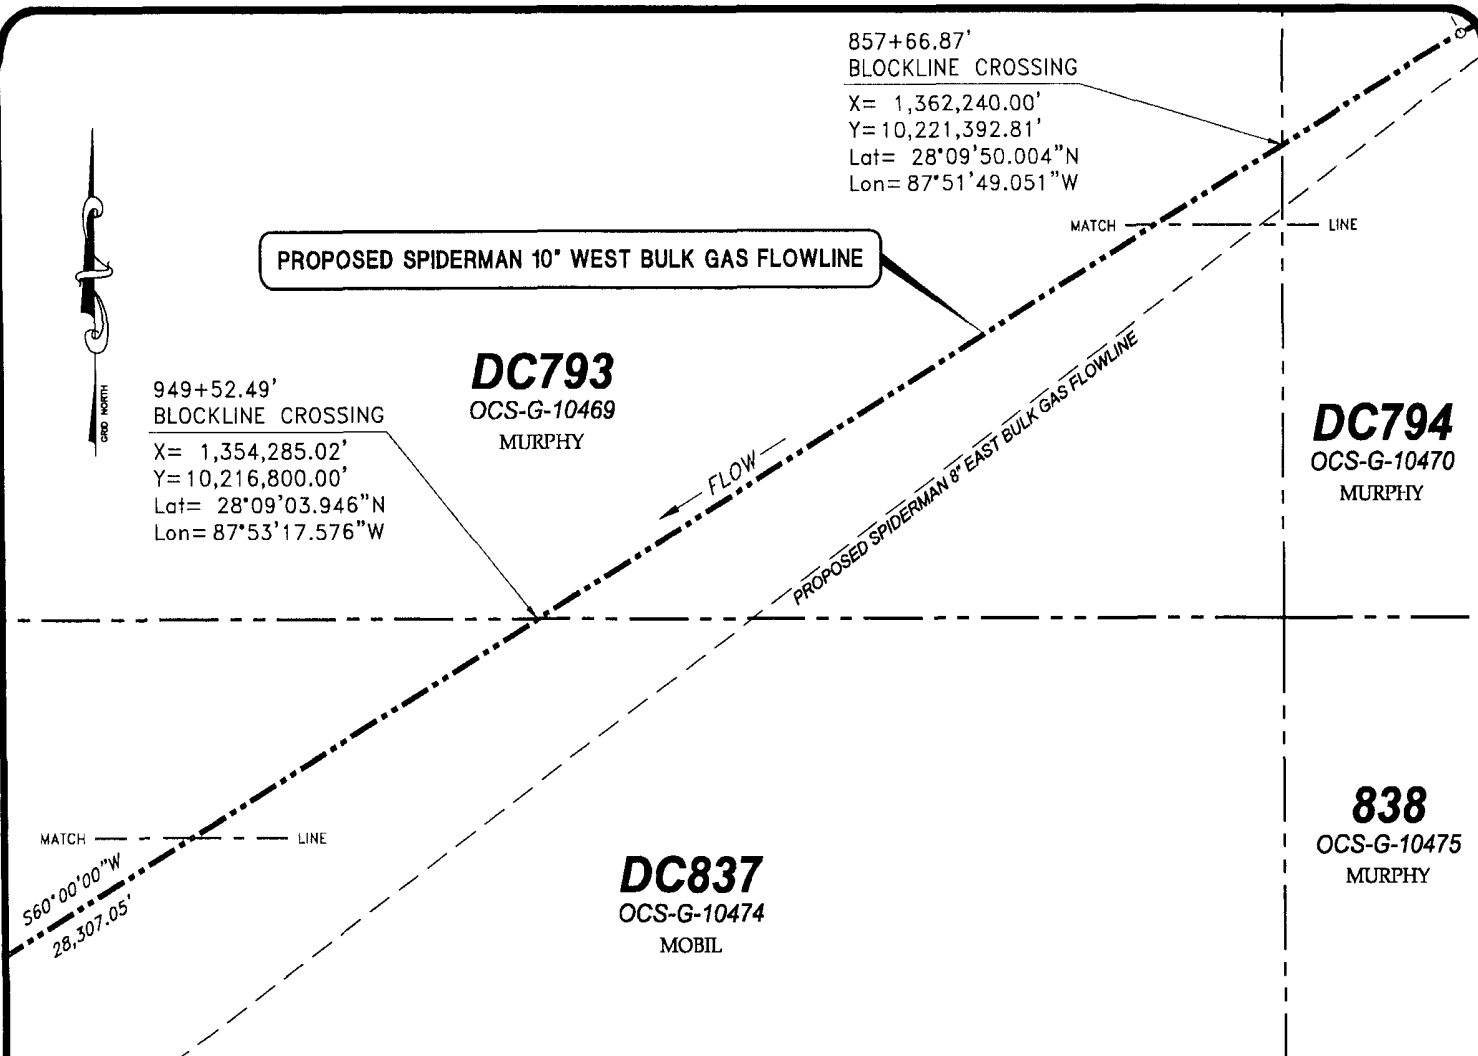 857+66.87'
BLOCKLINE CROSSING
X= 1,362,240.00'
Y=10,221,392.81'
Lat= 28°09'50.004"N
Lon=87°51'49.051"W
MATCH LINE
PROPOSED SPIDERMAN 10" WEST BULK GAS FLOWLINE
GRID NORTH
949+52.49'
BLOCKLINE CROSSING
X= 1,354,285.02'
Y=10,216,800.00'
Lat= 28°09'03.946"N
Lon=87°53'17.576"W
DC793
OCS-G-10469
MURPHY
FLOW
PROPOSED SPIDERMAN 8" EAST BULK GAS FLOWLINE
DC794
OCS-G-10470
MURPHY
MATCH LINE
S60°00'00"W
28,307.05'
DC837
OCS-G-10474
MOBIL
838
OCS-G-10475
MURPHY